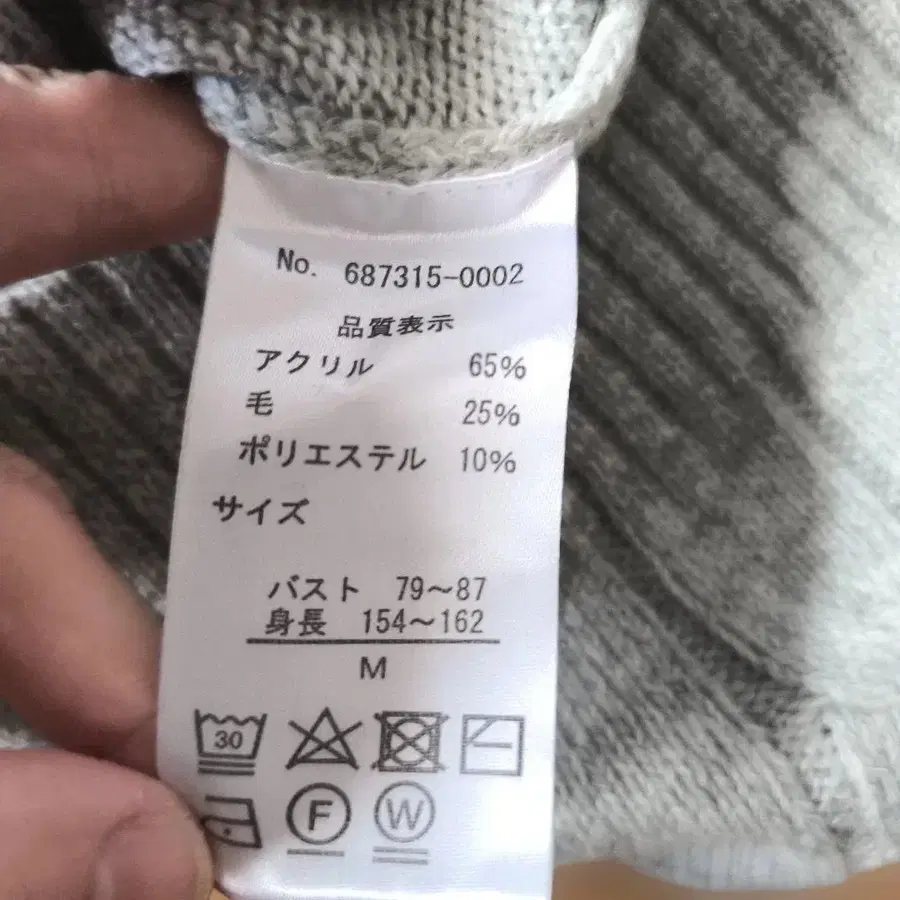 No. 687315-0002
品質表示
アクリル 65%
毛 25%
ポリエステル 10%
サイズ
バスト 79～87
身長 154～162
M
30
F W